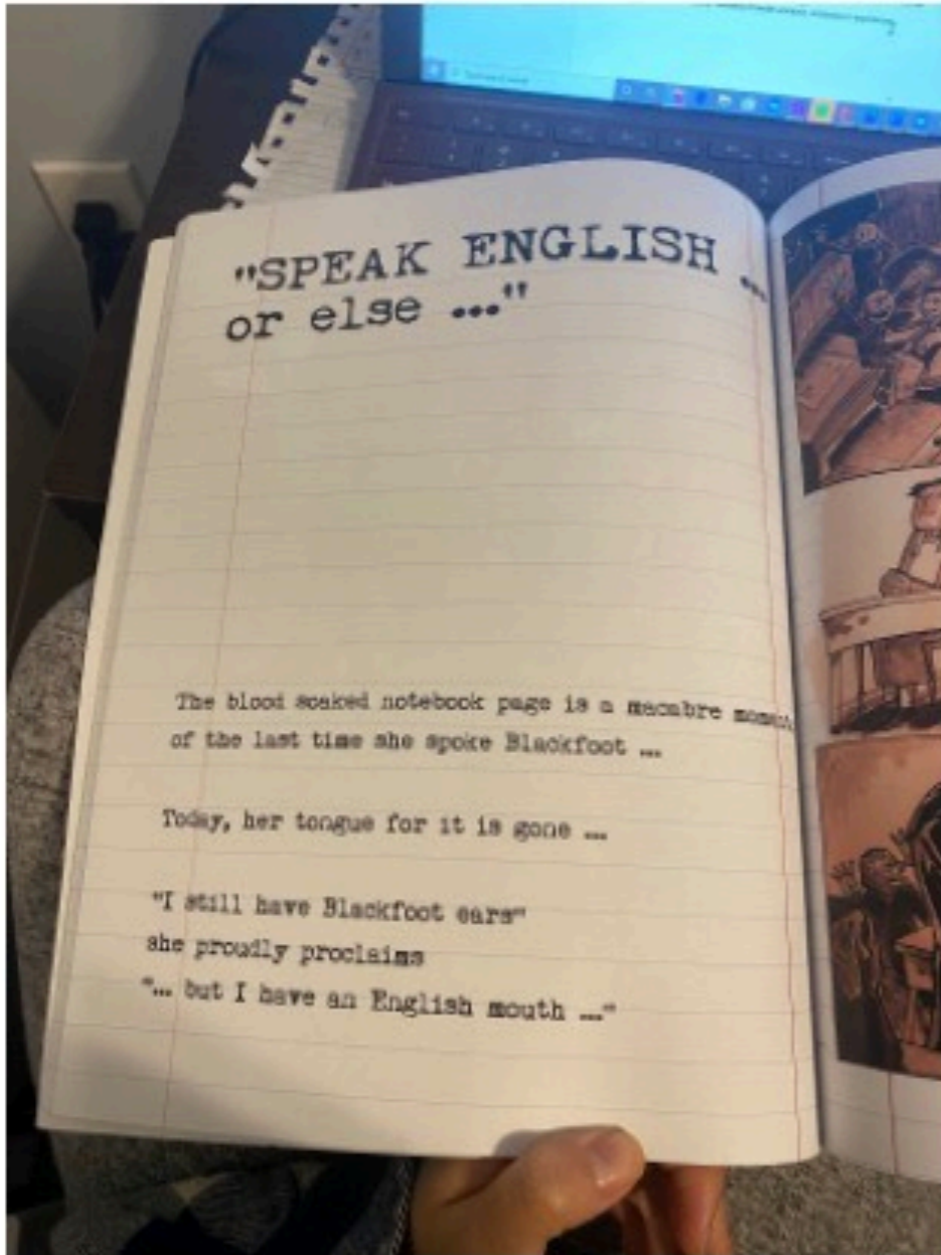 "SPEAK ENGLISH ...
or else ..."
The blood soaked notebook page is a macabre
of the last time she spoke Blackfoot ...
Today, her tongue for it is gone ...
"I still have Blackfoot ears"
she proudly proclaims
"... but I have an English mouth ..."